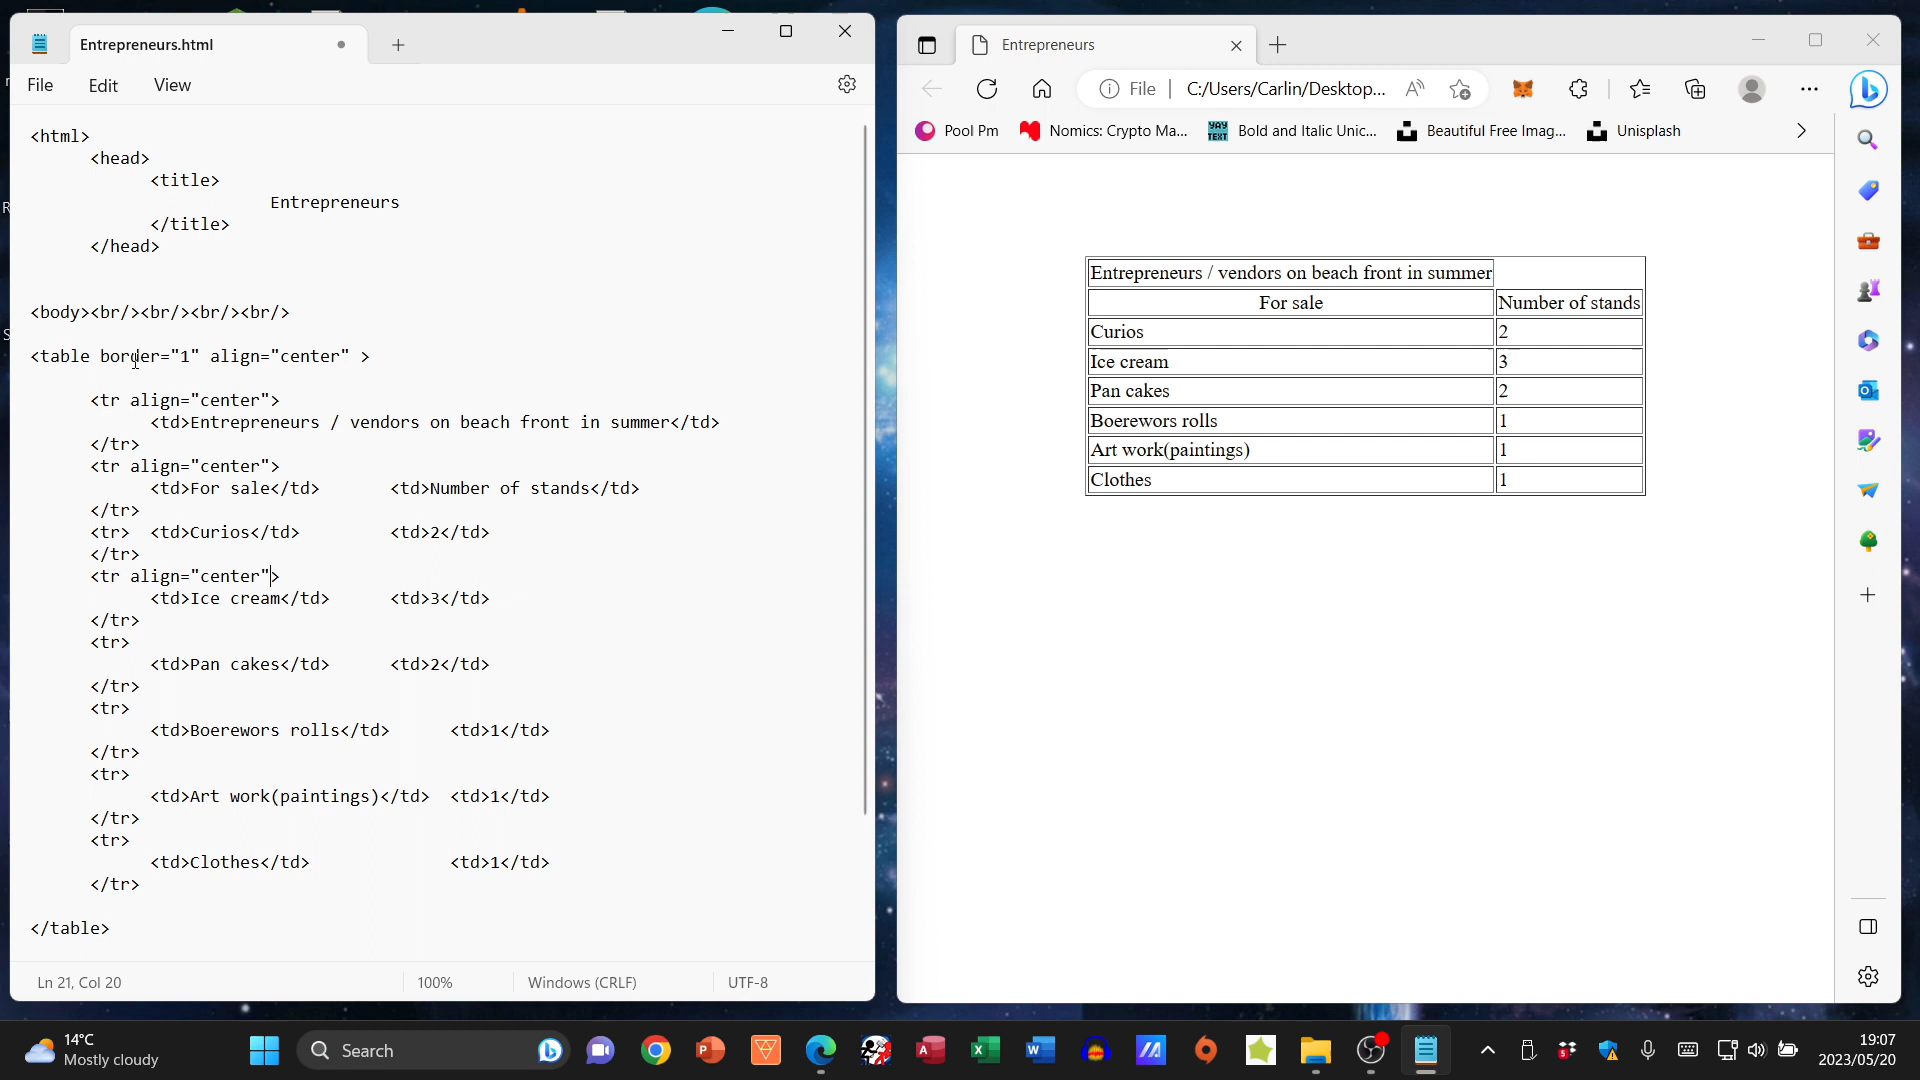 Entrepreneurs.html
File Edit View
<html>
<head>
<title>
Entrepreneurs
</title>
</head>
<body><br/><br/><br/><br/>
<table border="1" align="center" >
<tr align="center">
<td>Entrepreneurs / vendors on beach front in summer</td>
</tr>
<tr align="center">
<td>For sale</td> <td>Number of stands</td>
</tr>
<tr> <td>Curios</td> <td>2</td>
</tr>
<tr align="center">
<td>Ice cream</td> <td>3</td>
</tr>
<tr>
<td>Pan cakes</td> <td>2</td>
</tr>
<tr>
<td>Boerewors rolls</td> <td>1</td>
</tr>
<tr>
<td>Art work(paintings)</td> <td>1</td>
</tr>
<tr>
<td>Clothes</td> <td>1</td>
</tr>
</table>
Ln 21, Col 20 100% Windows (CRLF) UTF-8
Entrepreneurs
File C:/Users/Carlin/Desktop...
Pool Pm Nomics: Crypto Ma... YAY TEXT Bold and Italic Unic... Beautiful Free Imag... Unisplash
Entrepreneurs / vendors on beach front in summer
For sale Number of stands
Curios 2
Ice cream 3
Pan cakes 2
Boerewors rolls 1
Art work(paintings) 1
Clothes 1
14°C
Mostly cloudy
Search
19:07
2023/05/20